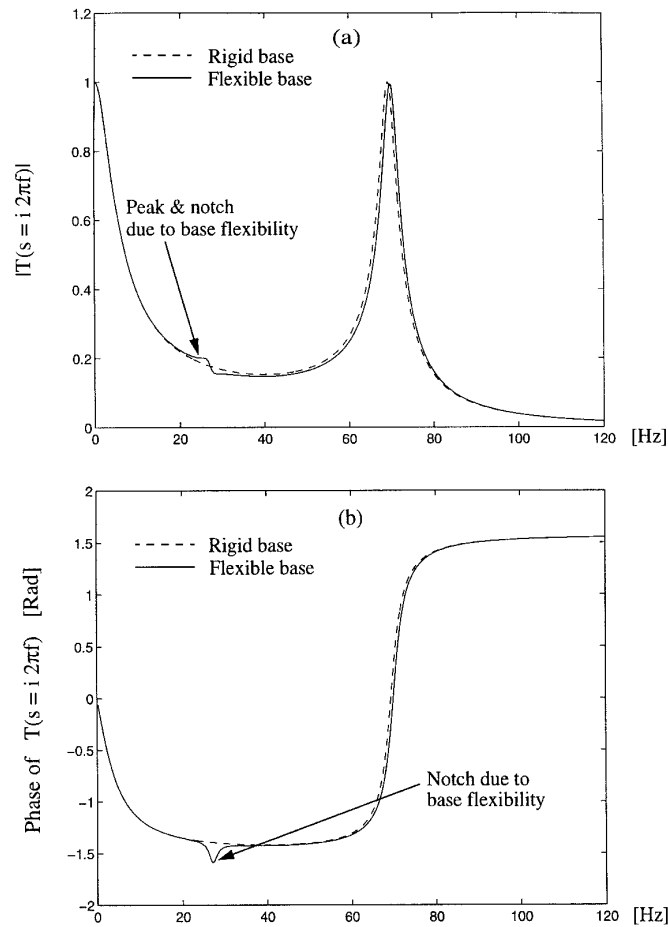 (a)
Rigid base
Flexible base
1
0.8
0.6
0.4
0.2
0
|T(s = i 2πf)|
Peak & notch
due to base flexibility
0 20 40 60 80 100 120 [Hz]
(b)
Rigid base
Flexible base
2
1.5
1
0.5
0
−0.5
−1
−1.5
−2
Phase of T(s = i 2πf) [Rad]
Notch due to
base flexibility
0 20 40 60 80 100 120 [Hz]